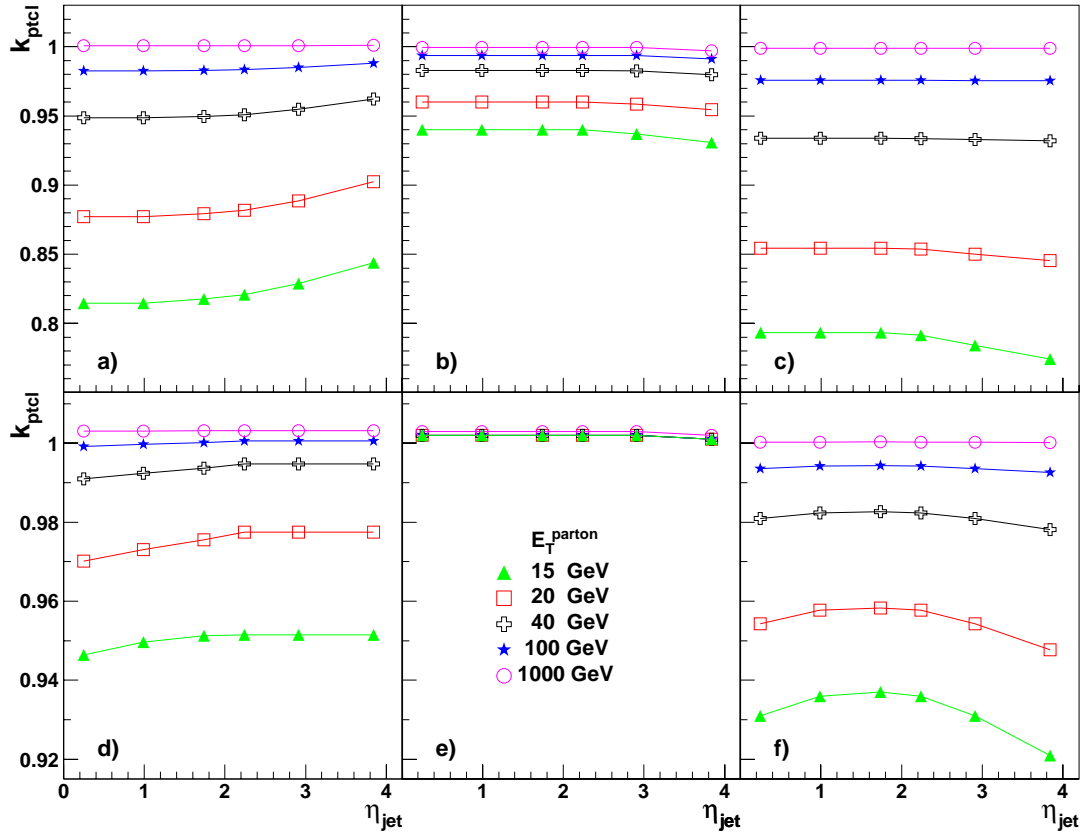 k_ptcl
1
0.95
0.9
0.85
0.8
a)
b)
c)
k_ptcl
1
0.98
0.96
0.94
0.92
d)
e)
f)
E_T^parton
15 GeV
20 GeV
40 GeV
100 GeV
1000 GeV
0 1 2 3 4
1 2 3 4
1 2 3 4
η_jet
η_jet
η_jet